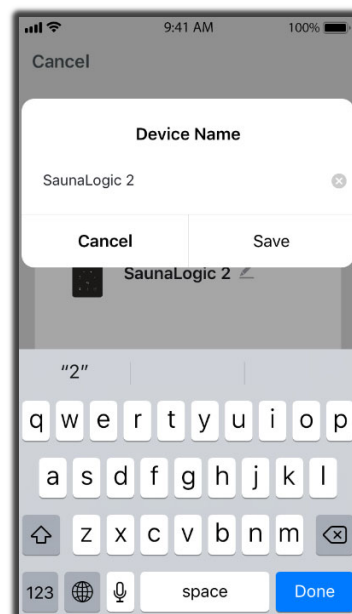 9:41 AM 100%
Cancel
Device Name
SaunaLogic 2
Cancel Save
SaunaLogic 2
"2"
q w e r t y u i o p
a s d f g h j k l
z x c v b n m
123 space Done